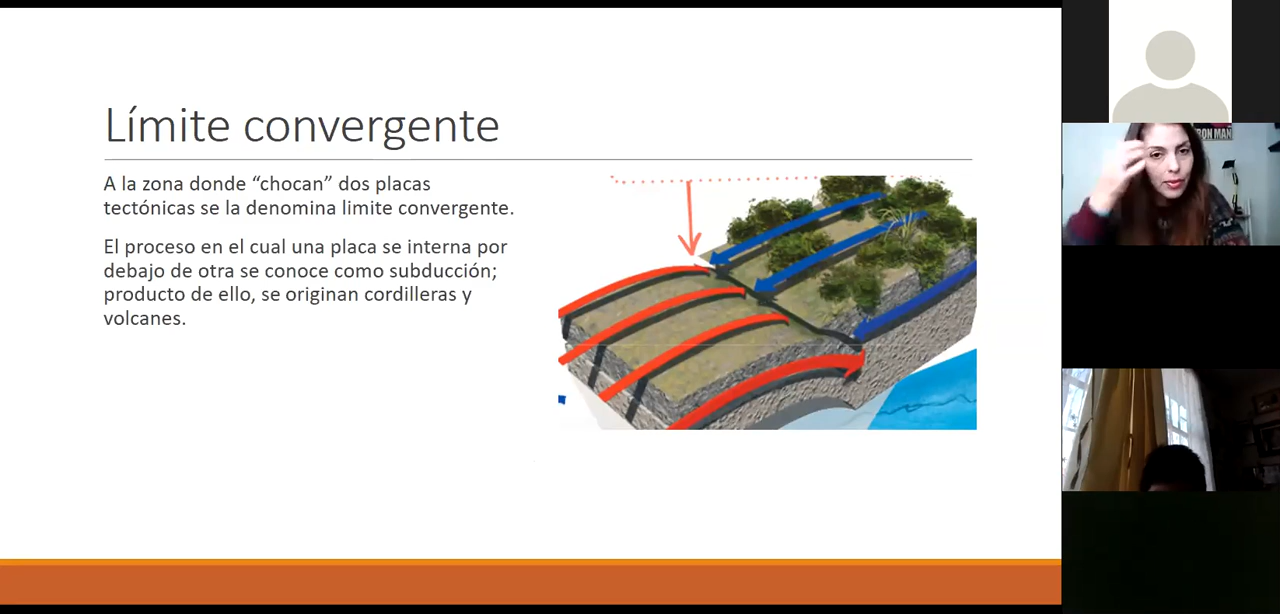 Límite convergente
A la zona donde “chocan” dos placas
tectónicas se la denomina limite convergente.
El proceso en el cual una placa se interna por
debajo de otra se conoce como subducción;
producto de ello, se originan cordilleras y
volcanes.
IRON MAN